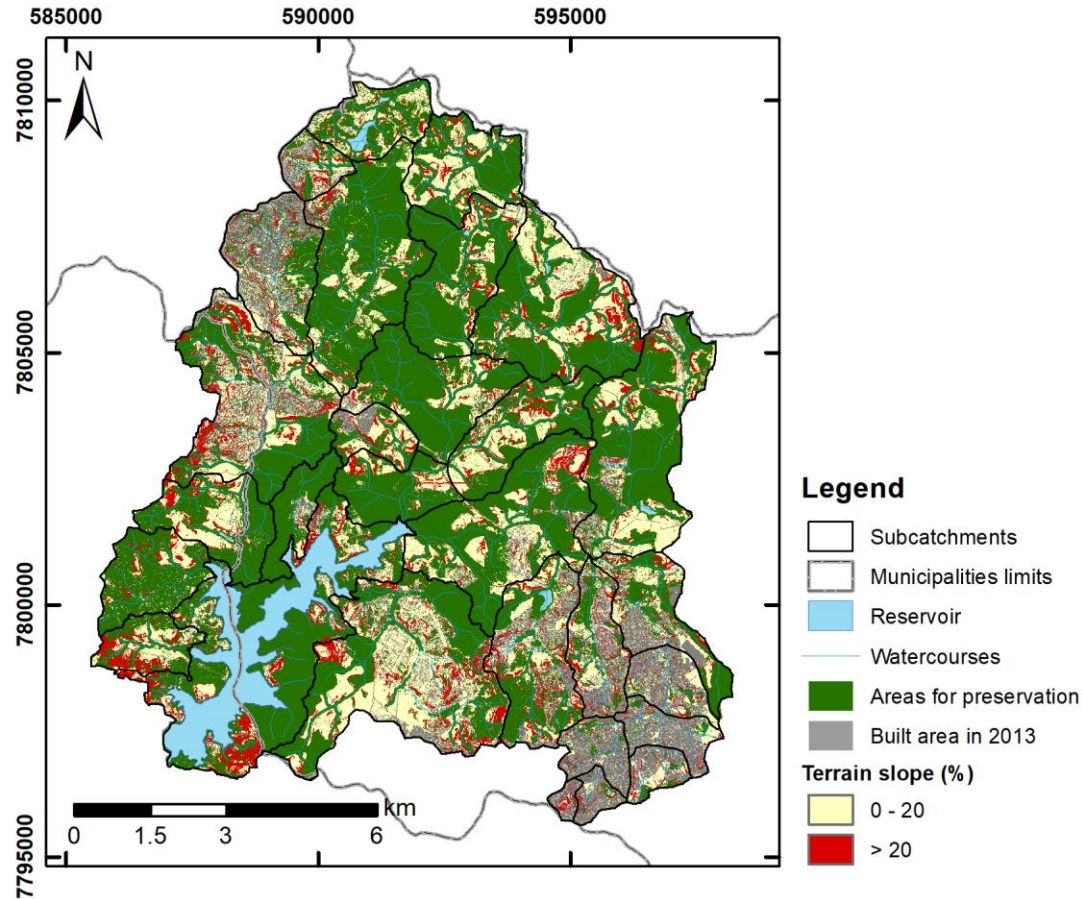 585000 590000 595000
7810000
7805000
7800000
7795000
N
km
0 1.5 3 6
Legend
Subcatchments
Municipalities limits
Reservoir
Watercourses
Areas for preservation
Built area in 2013
Terrain slope (%)
0 - 20
> 20